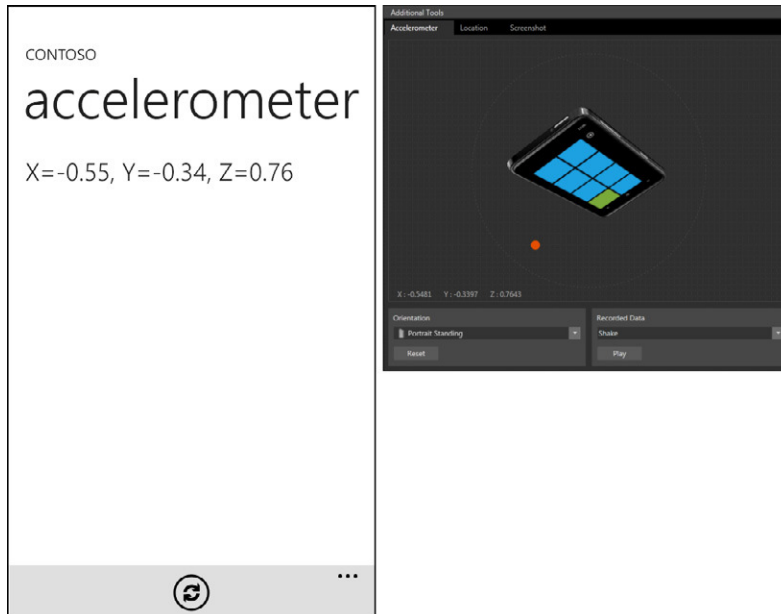 CONTOSO
accelerometer
X=-0.55, Y=-0.34, Z=0.76
...
Additional Tools
Accelerometer Location Screenshot
X : -0.5481 Y : -0.3397 Z : 0.7643
Orientation
Portrait Standing
Reset
Recorded Data
Shake
Play